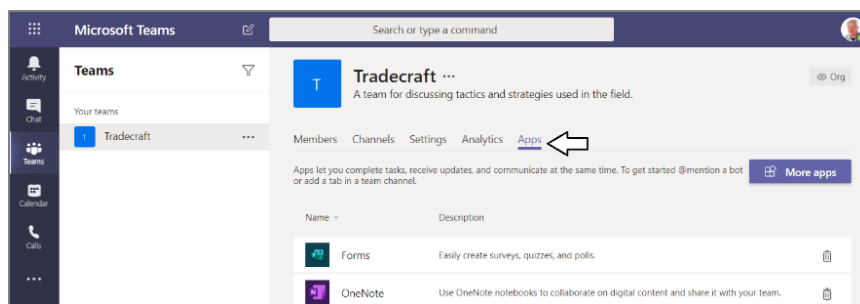 Microsoft Teams
Search or type a command
Activity
Chat
Teams
Calendar
Calls
Teams
Your teams
T Tradecraft
T
Tradecraft
A team for discussing tactics and strategies used in the field.
Org
Members Channels Settings Analytics Apps
Apps let you complete tasks, receive updates, and communicate at the same time. To get started @mention a bot
or add a tab in a team channel.
More apps
Name Description
Forms Easily create surveys, quizzes, and polls.
N OneNote Use OneNote notebooks to collaborate on digital content and share it with your team.